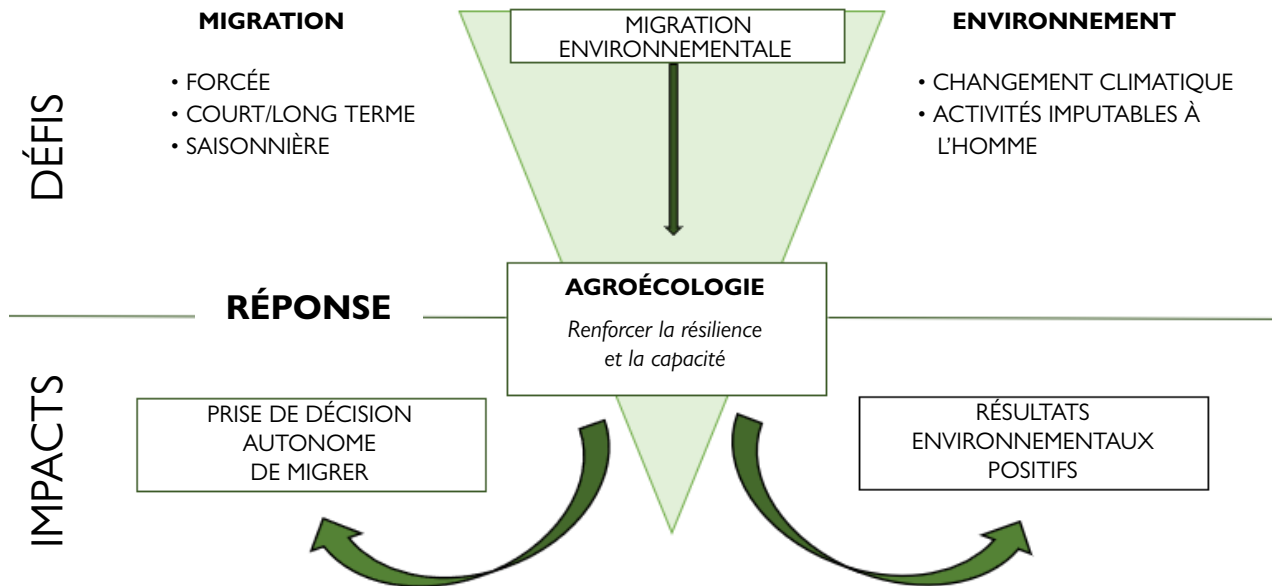 MIGRATION
• FORCÉE
• COURT/LONG TERME
• SAISONNIÈRE
MIGRATION
ENVIRONNEMENTALE
ENVIRONNEMENT
• CHANGEMENT CLIMATIQUE
• ACTIVITÉS IMPUTABLES À
L'HOMME
DÉFIS
RÉPONSE
AGROÉCOLOGIE
Renforcer la résilience
et la capacité
IMPACTS
PRISE DE DÉCISION
AUTONOME
DE MIGRER
RÉSULTATS
ENVIRONNEMENTAUX
POSITIFS